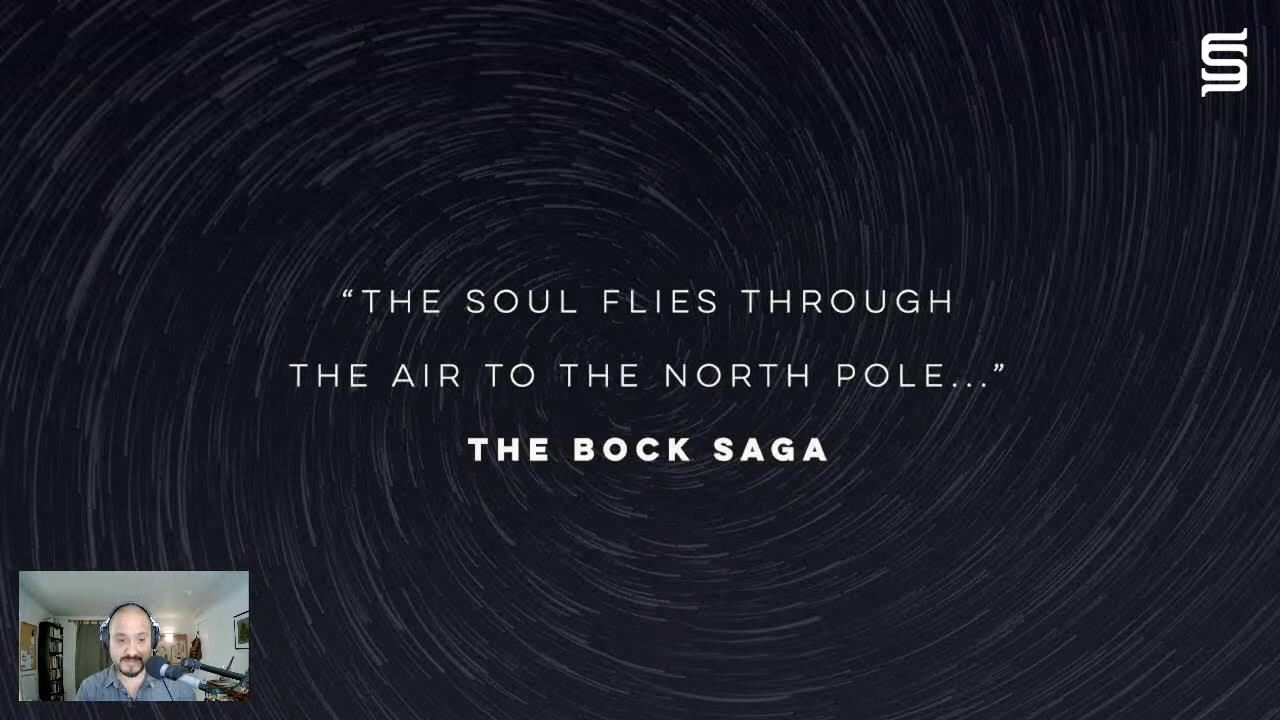 “THE SOUL FLIES THROUGH
THE AIR TO THE NORTH POLE...”
THE BOCK SAGA